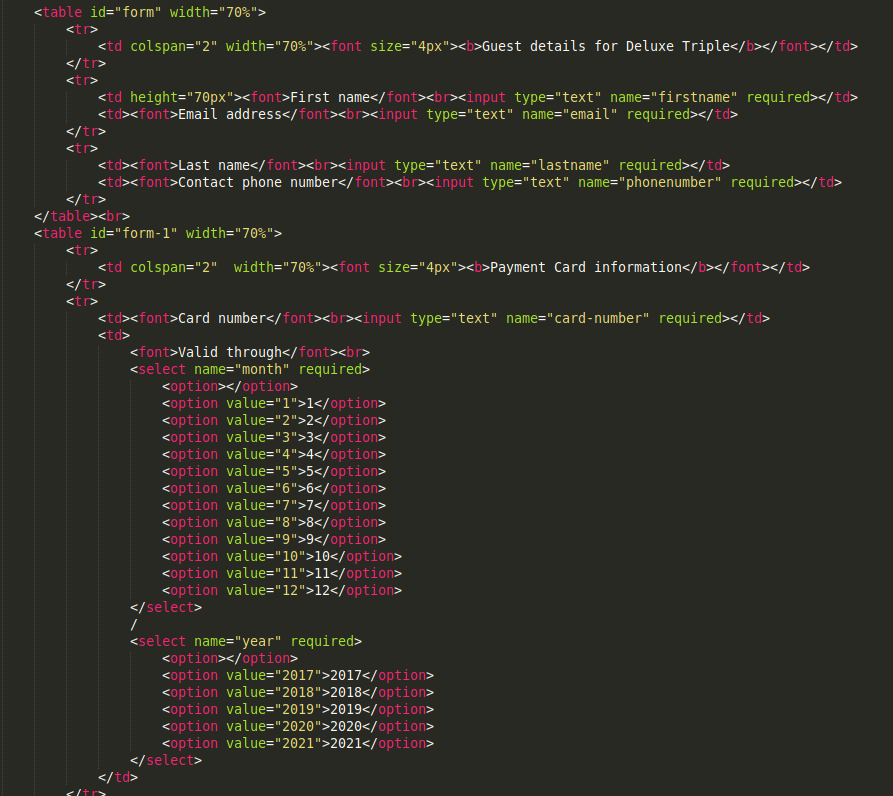 <table id="form" width="70%">
<tr>
<td colspan="2" width="70%"><font size="4px"><b>Guest details for Deluxe Triple</b></font></td>
</tr>
<tr>
<td height="70px"><font>First name</font><br><input type="text" name="firstname" required></td>
<td><font>Email address</font><br><input type="text" name="email" required></td>
</tr>
<tr>
<td><font>Last name</font><br><input type="text" name="lastname" required></td>
<td><font>Contact phone number</font><br><input type="text" name="phonenumber" required></td>
</tr>
</table><br>
<table id="form-1" width="70%">
<tr>
<td colspan="2"  width="70%"><font size="4px"><b>Payment Card information</b></font></td>
</tr>
<tr>
<td><font>Card number</font><br><input type="text" name="card-number" required></td>
<td>
<font>Valid through</font><br>
<select name="month" required>
<option></option>
<option value="1">1</option>
<option value="2">2</option>
<option value="3">3</option>
<option value="4">4</option>
<option value="5">5</option>
<option value="6">6</option>
<option value="7">7</option>
<option value="8">8</option>
<option value="9">9</option>
<option value="10">10</option>
<option value="11">11</option>
<option value="12">12</option>
</select>
/
<select name="year" required>
<option></option>
<option value="2017">2017</option>
<option value="2018">2018</option>
<option value="2019">2019</option>
<option value="2020">2020</option>
<option value="2021">2021</option>
</select>
</td>
</tr>